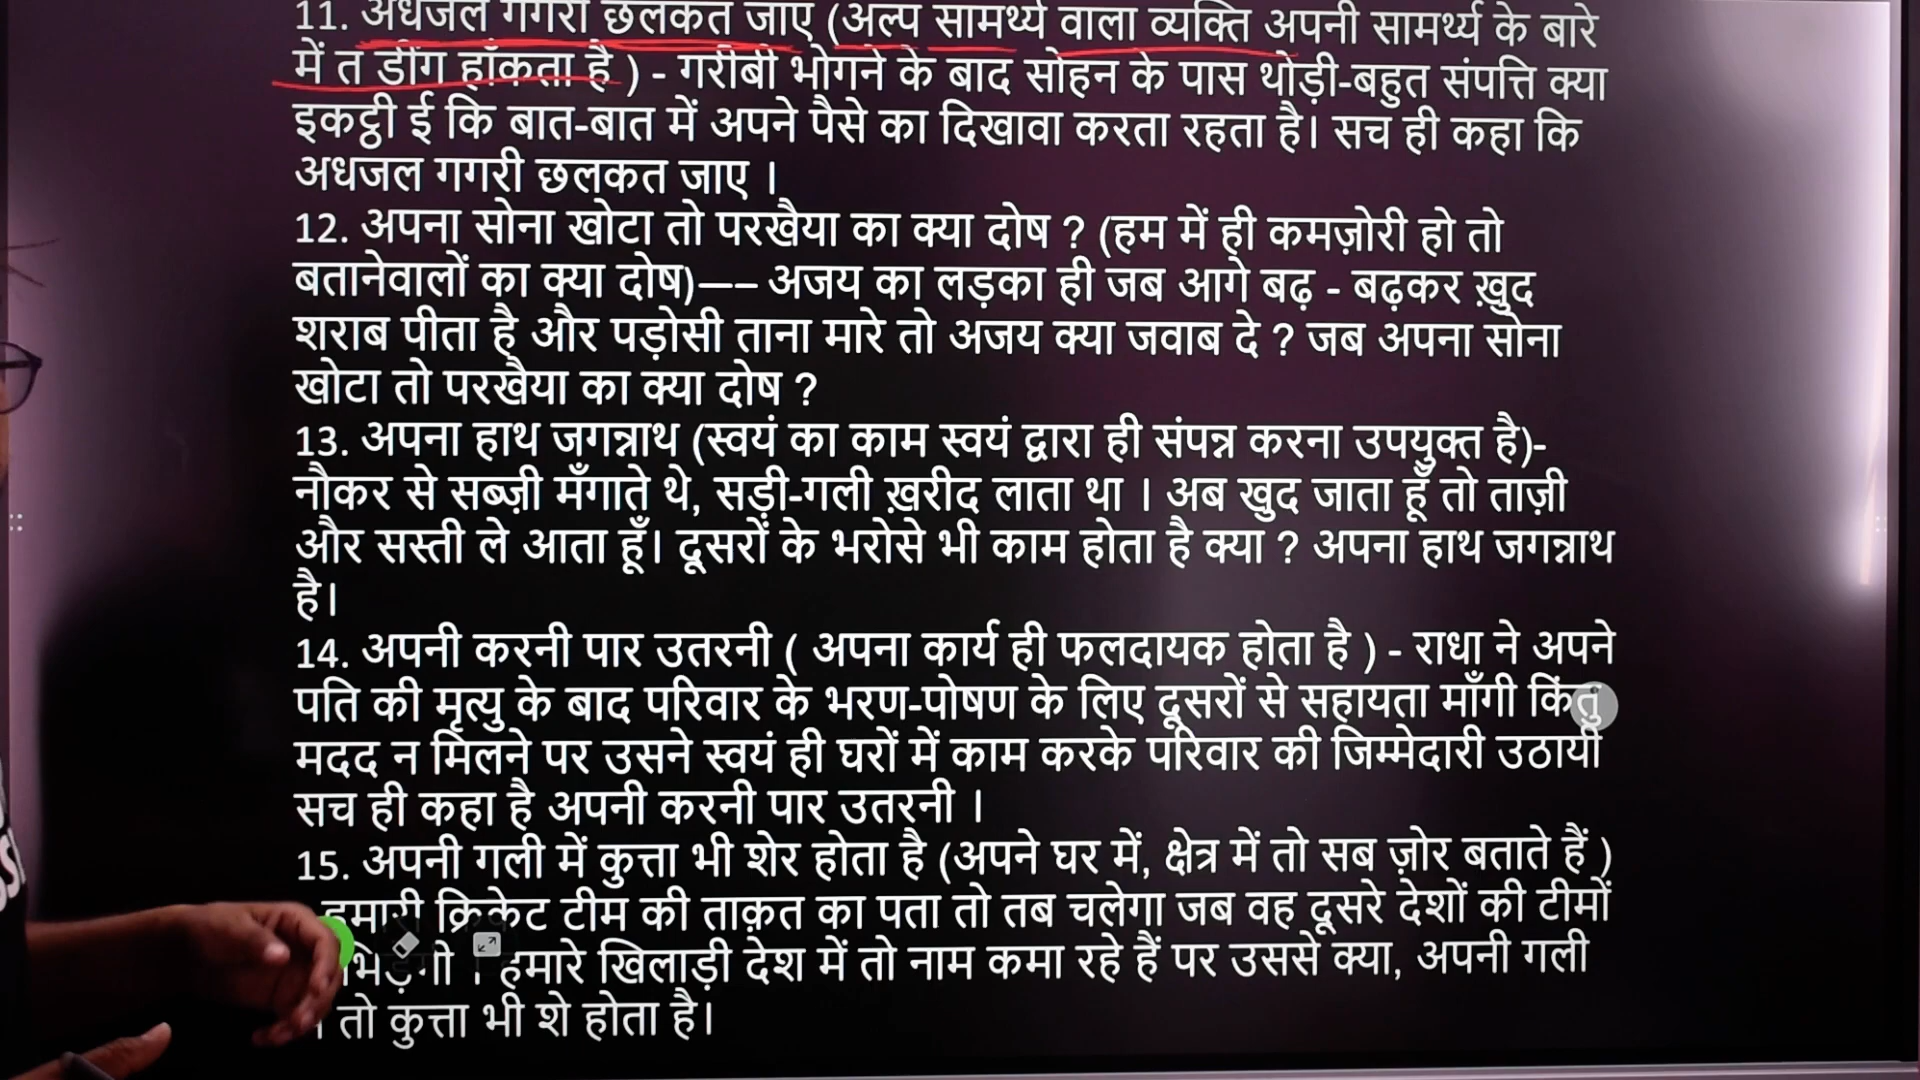 11. अधजल गगरी छलकत जाए (अल्प सामर्थ्य वाला व्यक्ति अपनी सामर्थ्य के बारे
में त डींग हाँकता है ) - गरीबी भोगने के बाद सोहन के पास थोड़ी-बहुत संपत्ति क्या
इकट्ठी ई कि बात-बात में अपने पैसे का दिखावा करता रहता है। सच ही कहा कि
अधजल गगरी छलकत जाए ।
12. अपना सोना खोटा तो परखैया का क्या दोष ? (हम में ही कमज़ोरी हो तो
बतानेवालों का क्या दोष)–-– अजय का लड़का ही जब आगे बढ़ - बढ़कर ख़ुद
शराब पीता है और पड़ोसी ताना मारे तो अजय क्या जवाब दे ? जब अपना सोना
खोटा तो परखैया का क्या दोष ?
13. अपना हाथ जगन्नाथ (स्वयं का काम स्वयं द्वारा ही संपन्न करना उपयुक्त है)-
नौकर से सब्ज़ी मँगाते थे, सड़ी-गली ख़रीद लाता था । अब खुद जाता हूँ तो ताज़ी
और सस्ती ले आता हूँ। दूसरों के भरोसे भी काम होता है क्या ? अपना हाथ जगन्नाथ
है।
14. अपनी करनी पार उतरनी ( अपना कार्य ही फलदायक होता है ) - राधा ने अपने
पति की मृत्यु के बाद परिवार के भरण-पोषण के लिए दूसरों से सहायता माँगी किंतु
मदद न मिलने पर उसने स्वयं ही घरों में काम करके परिवार की जिम्मेदारी उठायी
सच ही कहा है अपनी करनी पार उतरनी ।
15. अपनी गली में कुत्ता भी शेर होता है (अपने घर में, क्षेत्र में तो सब ज़ोर बताते हैं )
हमारी क्रिकेट टीम की ताक़त का पता तो तब चलेगा जब वह दूसरे देशों की टीमों
। हमारे खिलाड़ी देश में तो नाम कमा रहे हैं पर उससे क्या, अपनी गली
तो कुत्ता भी शे होता है।